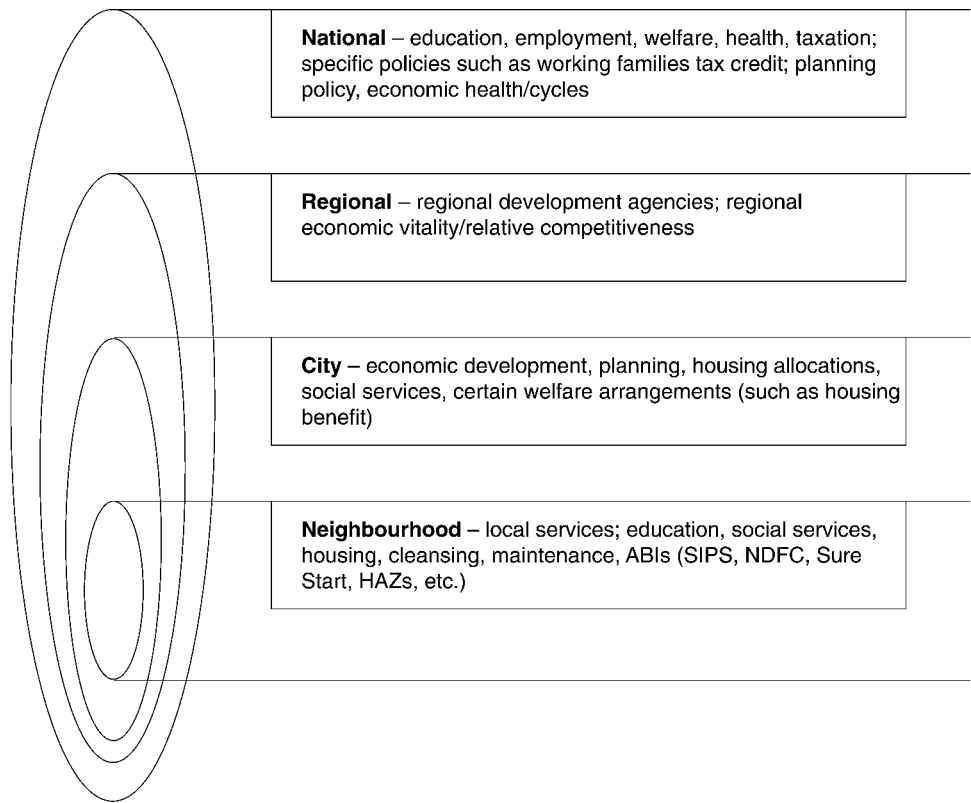 National – education, employment, welfare, health, taxation;
specific policies such as working families tax credit; planning
policy, economic health/cycles
Regional – regional development agencies; regional
economic vitality/relative competitiveness
City – economic development, planning, housing allocations,
social services, certain welfare arrangements (such as housing
benefit)
Neighbourhood – local services; education, social services,
housing, cleansing, maintenance, ABIs (SIPS, NDFC, Sure
Start, HAZs, etc.)